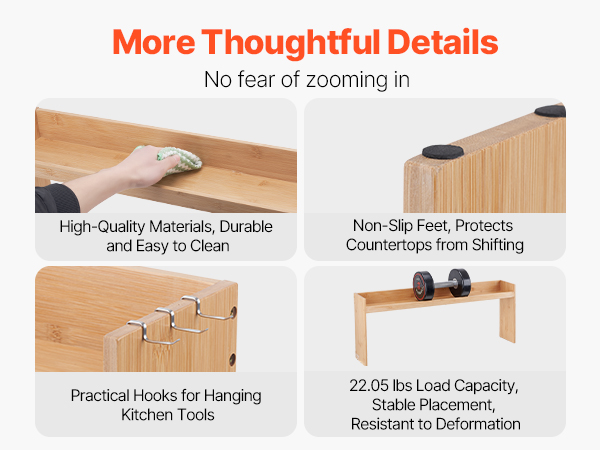 More Thoughtful Details
No fear of zooming in
High-Quality Materials, Durable
and Easy to Clean
Non-Slip Feet, Protects
Countertops from Shifting
Practical Hooks for Hanging
Kitchen Tools
22.05 lbs Load Capacity,
Stable Placement,
Resistant to Deformation